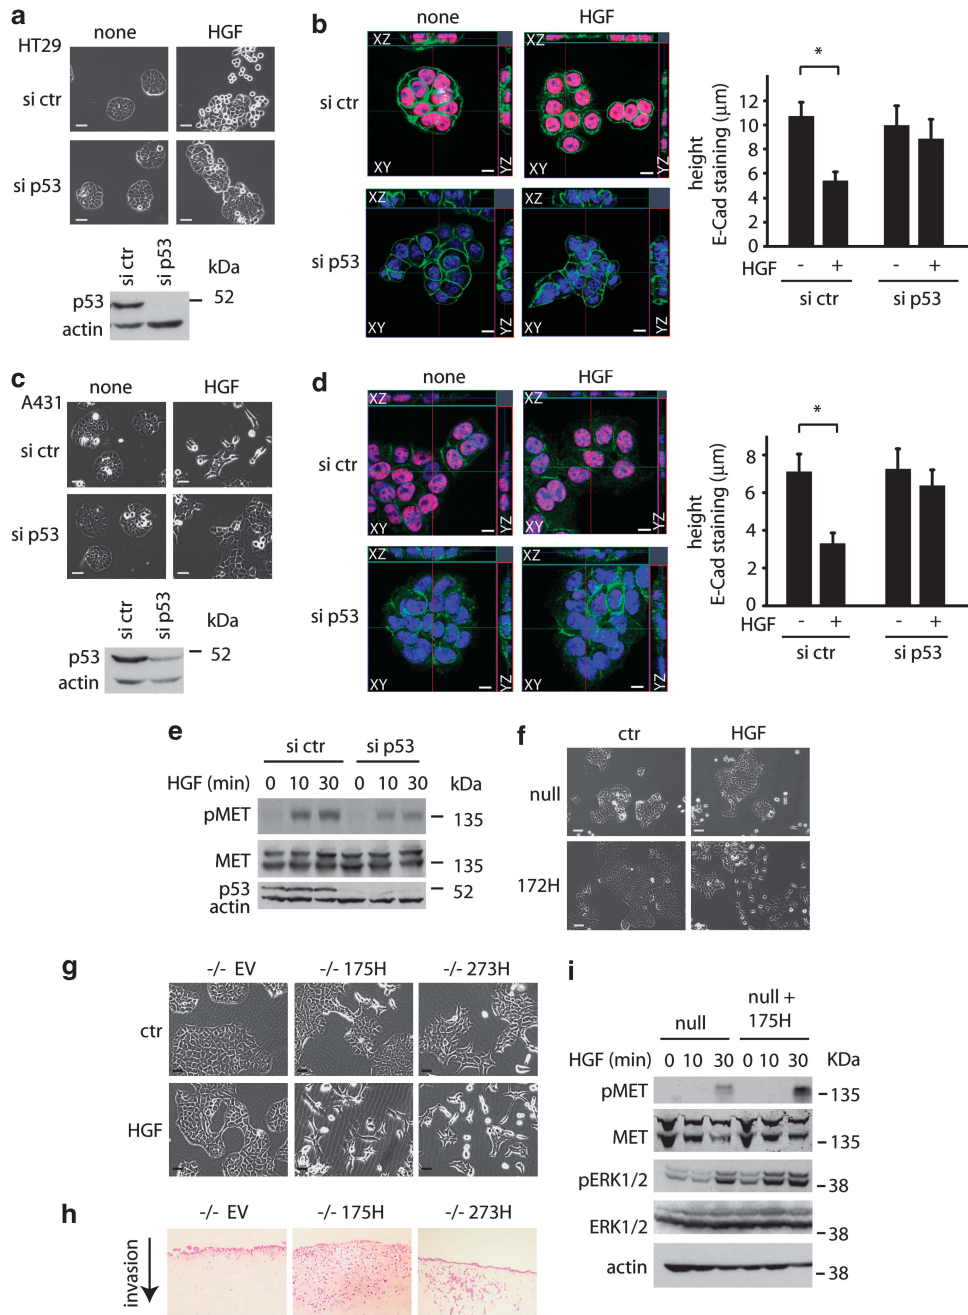 a
none HGF
HT29
si ctr
si p53
si ctr
si p53
kDa
p53
52
actin
b
none HGF
si ctr
XZ
XY
YZ
XY
YZ
si p53
XZ
XY
YZ
XZ
XY
YZ
*
height
E-Cad staining (μm)
12
10
8
6
4
2
0
HGF - + - +
si ctr si p53
c
none HGF
A431
si ctr
si p53
si ctr
si p53
kDa
p53
52
actin
d
none HGF
si ctr
XZ
XY
YZ
XZ
XY
YZ
si p53
XZ
XY
YZ
XZ
XY
YZ
*
height
E-Cad staining (μm)
8
6
4
2
0
HGF - + - +
si ctr si p53
e
si ctr si p53
HGF (min) 0 10 30 0 10 30 kDa
pMET 135
MET 135
p53 52
actin
f
ctr HGF
null
172H
g
-/- EV -/- 175H -/- 273H
ctr
HGF
h
-/- EV -/- 175H -/- 273H
invasion
i
null
null +
175H
HGF (min) 0 10 30 0 10 30 KDa
pMET 135
MET 135
pERK1/2 38
ERK1/2 38
actin 38